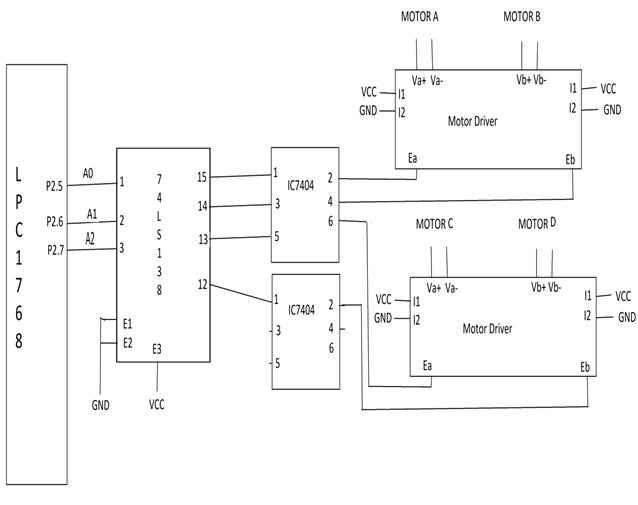 MOTOR A
MOTOR B
Va+ Va-
Vb+ Vb-
VCC
I1
GND
I2
I1
VCC
I2
GND
Motor Driver
Ea
Eb
L
P
C
1
7
6
8
P2.5
P2.6
P2.7
A0
A1
A2
1
2
3
7
4
L
S
1
3
8
15
14
13
12
E1
E2
E3
GND
VCC
IC7404
1
3
5
2
4
6
IC7404
1
3
5
2
4
6
MOTOR C
MOTOR D
Va+ Va-
Vb+ Vb-
VCC
I1
GND
I2
I1
VCC
I2
GND
Motor Driver
Ea
Eb